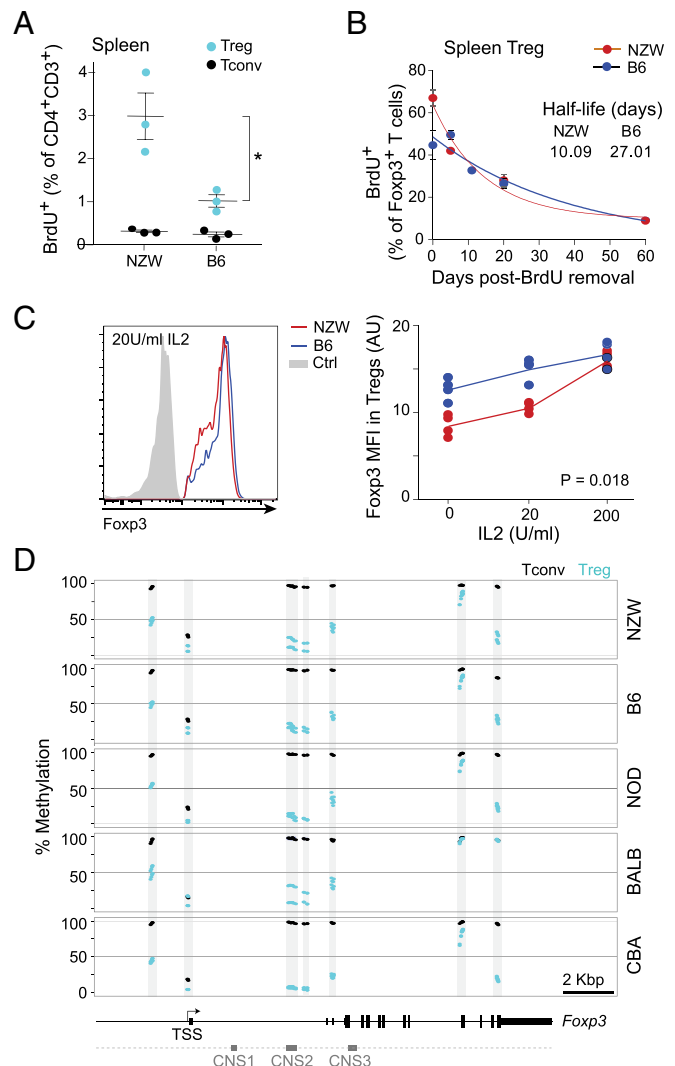 A
Spleen
Treg
Tconv
BrdU⁺ (% of CD4⁺CD3⁺)
4
3
2
1
0
*
NZW
B6
B
Spleen Treg
NZW
B6
BrdU⁺
(% of Foxp3⁺ T cells)
80
60
40
20
0
Half-life (days)
NZW B6
10.09 27.01
0 10 20 30 40 50 60
Days post-BrdU removal
C
20U/ml IL2
NZW
B6
Ctrl
Foxp3
Foxp3 MFI in Tregs (AU)
20
10
0
P = 0.018
0 20 200
IL2 (U/ml)
D
Tconv Treg
% Methylation
100
50
NZW
100
50
B6
100
50
NOD
100
50
BALB
100
50
0
CBA
2 Kbp
TSS
Foxp3
CNS1 CNS2 CNS3